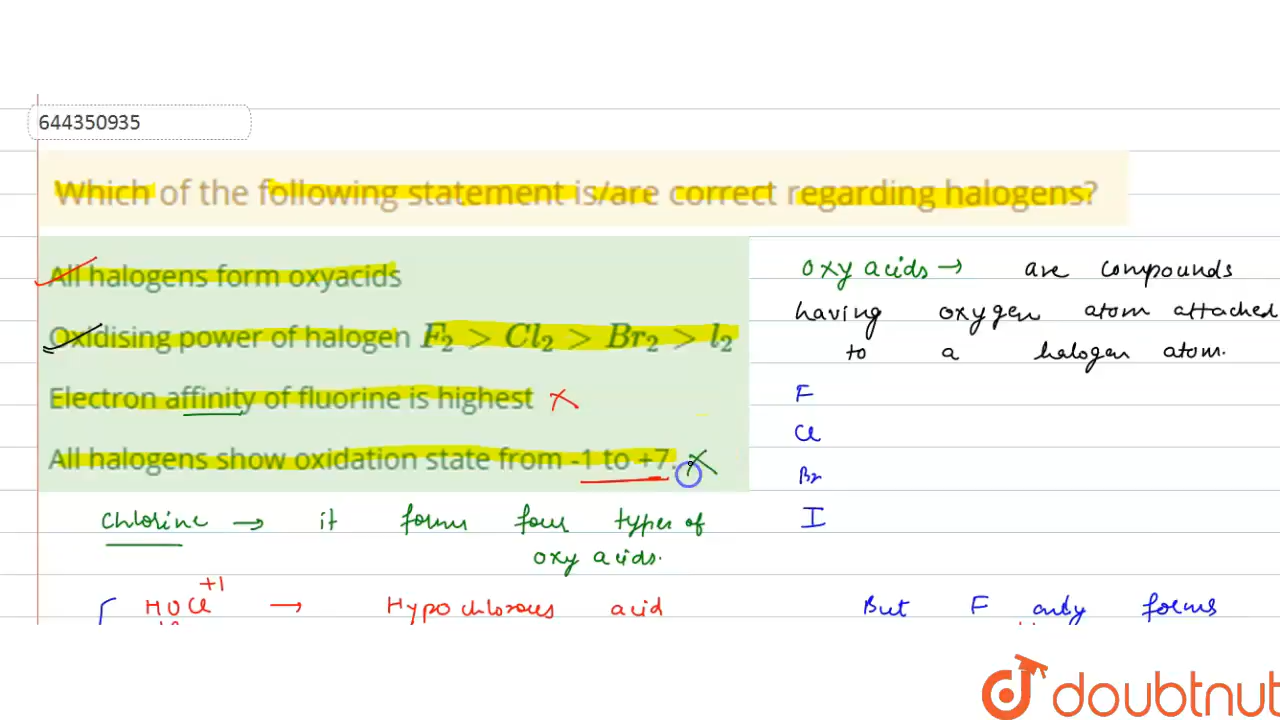 644350935
Which of the following statement is/are correct regarding halogens?
All halogens form oxyacids
Oxidising power of halogen F₂ > Cl₂ > Br₂ > l₂
Electron affinity of fluorine is highest
All halogens show oxidation state from -1 to +7.
Oxy acids → are compounds
having oxygen atom attached
to a halogen atom.
F
Cl
Br
I
Chlorine → it forms four types of
oxy acids.
HOCl +1 → Hypochlorous acid
But F only forms
doubtnut